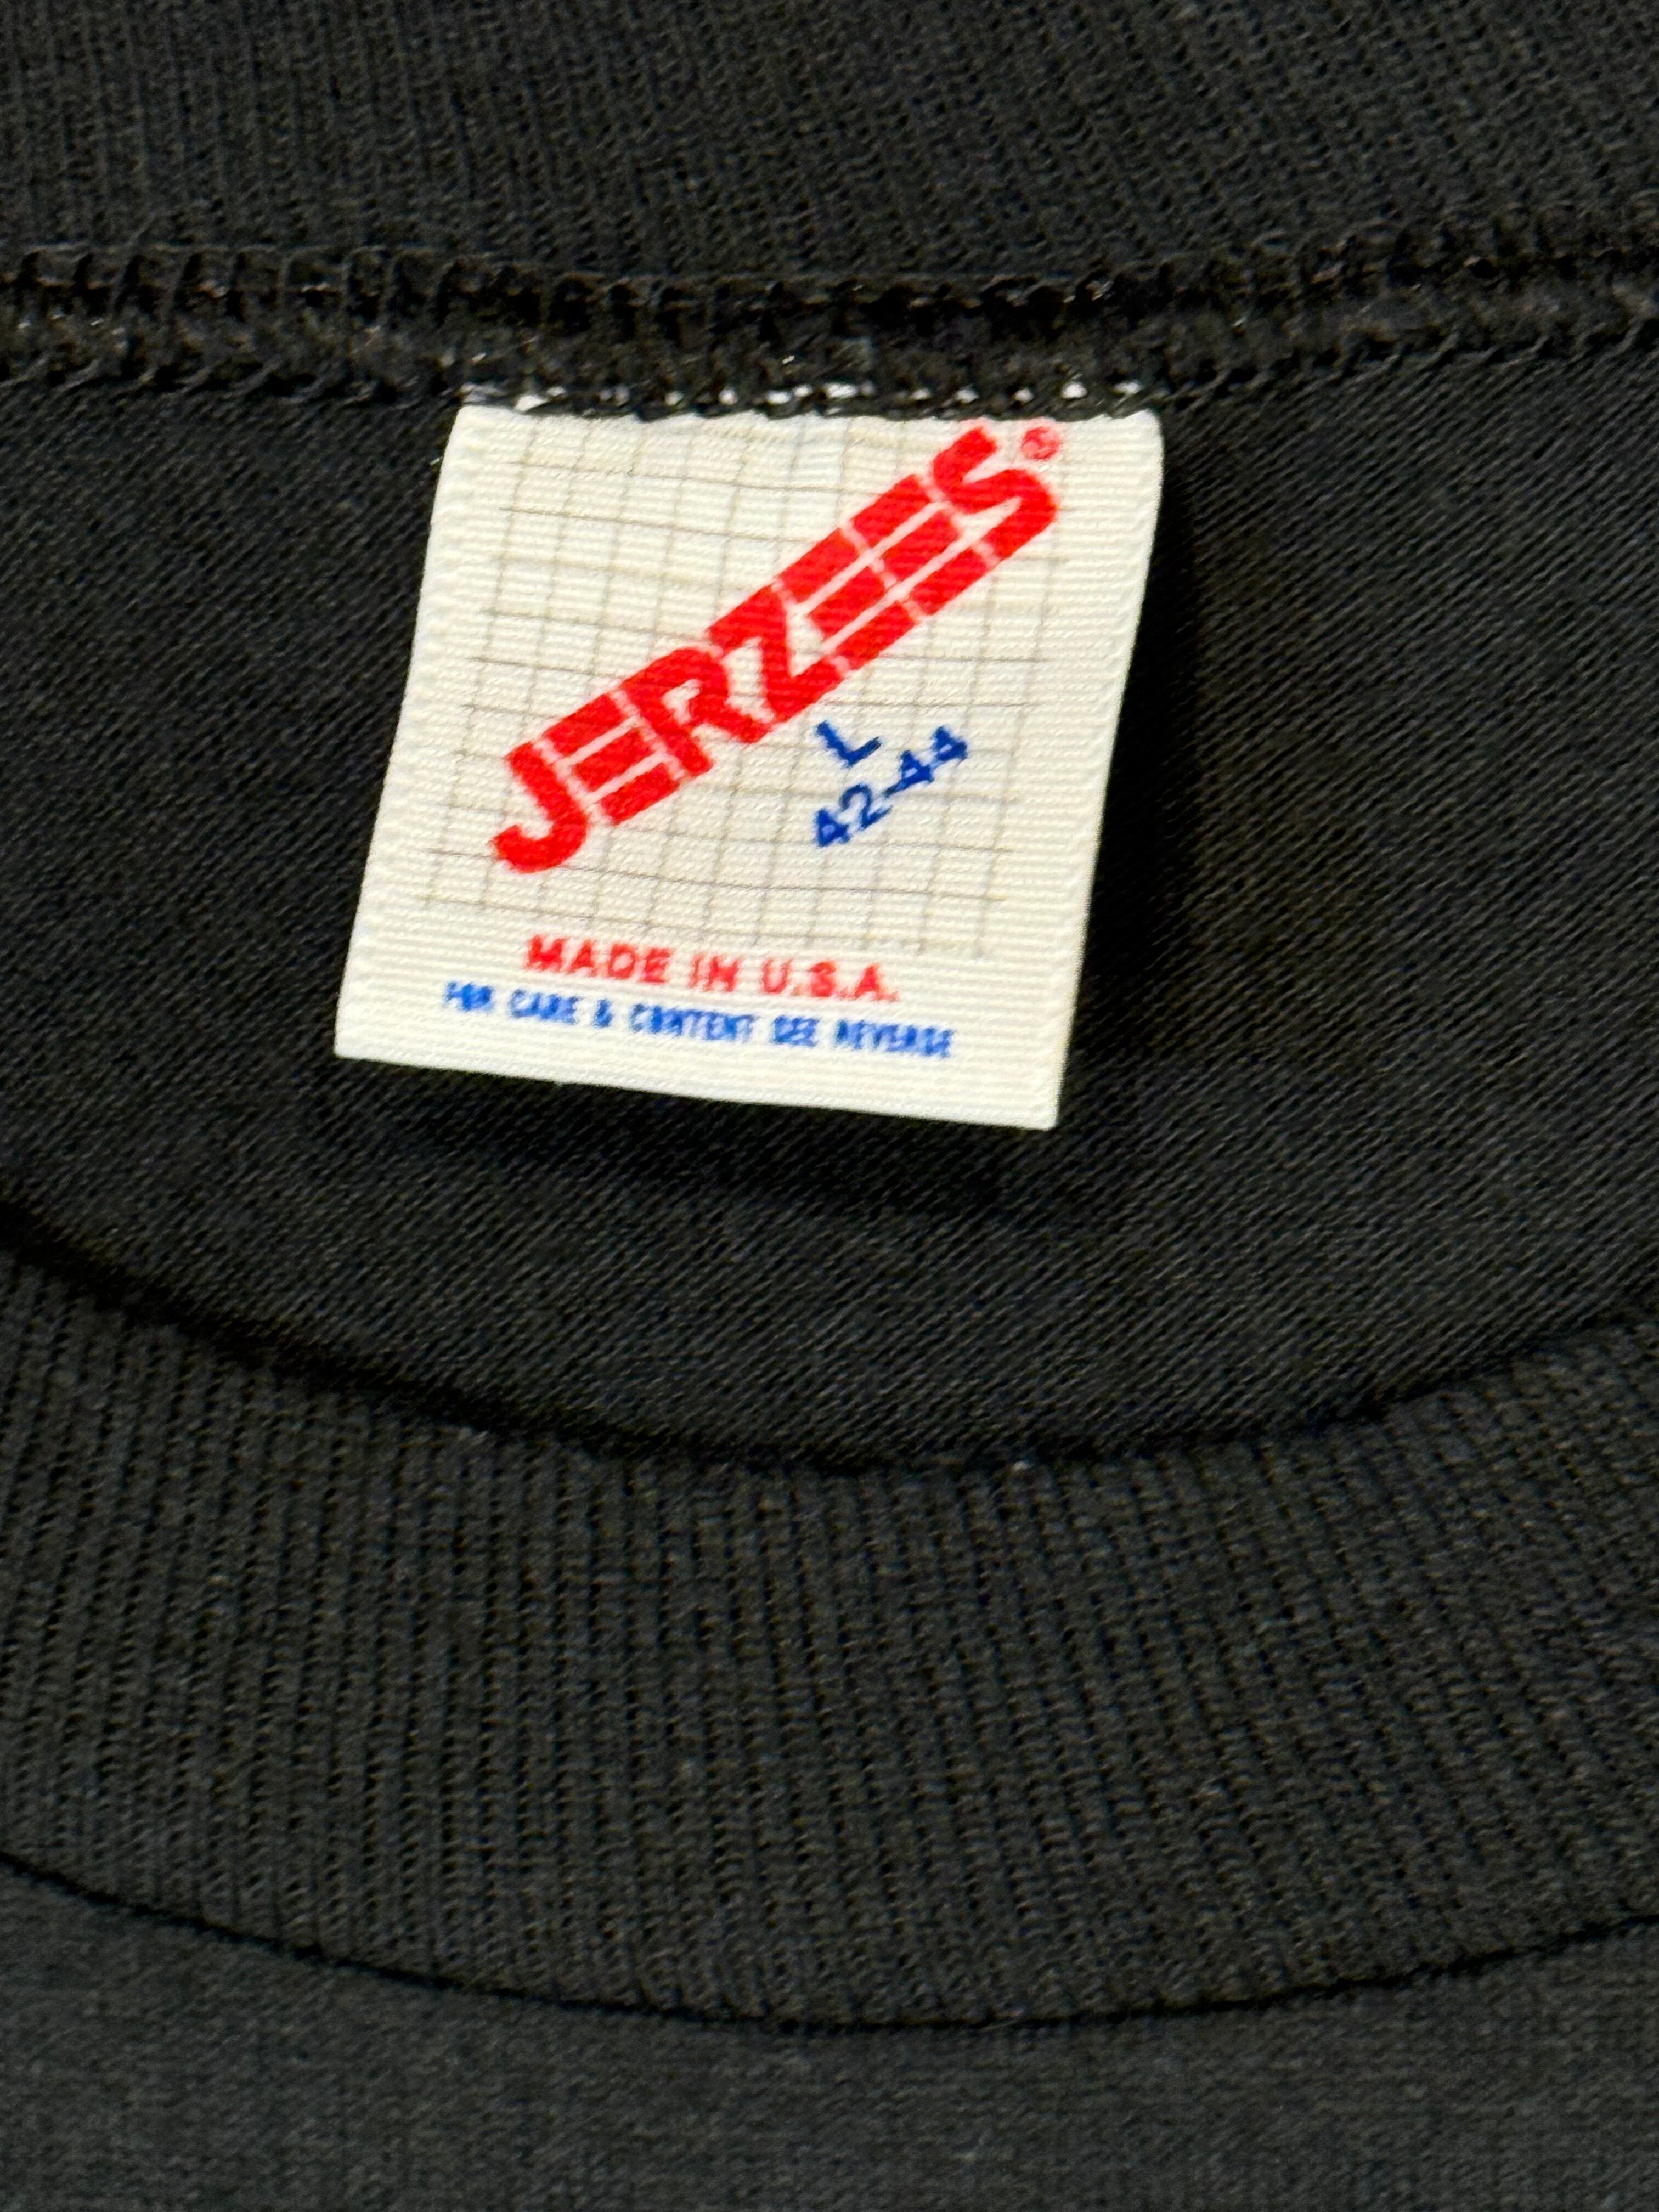 JERZEES®
L
42-44
MADE IN U.S.A.
FOR CARE & CONTENT SEE REVERSE